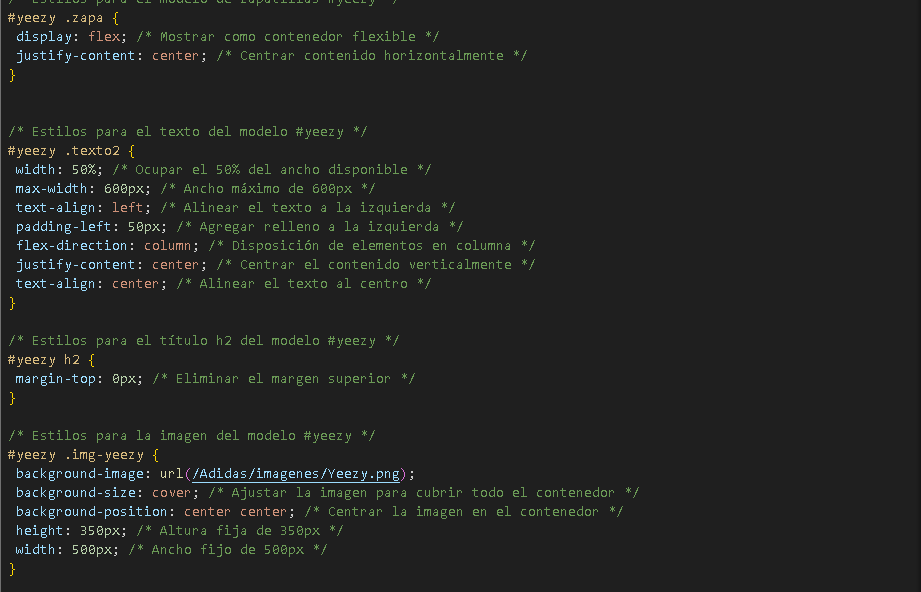 /* Estilos para el modelo de zapatillas #yeezy */
#yeezy .zapa {
display: flex; /* Mostrar como contenedor flexible */
justify-content: center; /* Centrar contenido horizontalmente */
}
/* Estilos para el texto del modelo #yeezy */
#yeezy .texto2 {
width: 50%; /* Ocupar el 50% del ancho disponible */
max-width: 600px; /* Ancho máximo de 600px */
text-align: left; /* Alinear el texto a la izquierda */
padding-left: 50px; /* Agregar relleno a la izquierda */
flex-direction: column; /* Disposición de elementos en columna */
justify-content: center; /* Centrar el contenido verticalmente */
text-align: center; /* Alinear el texto al centro */
}
/* Estilos para el título h2 del modelo #yeezy */
#yeezy h2 {
margin-top: 0px; /* Eliminar el margen superior */
}
/* Estilos para la imagen del modelo #yeezy */
#yeezy .img-yeezy {
background-image: url(/Adidas/imagenes/Yeezy.png);
background-size: cover; /* Ajustar la imagen para cubrir todo el contenedor */
background-position: center center; /* Centrar la imagen en el contenedor */
height: 350px; /* Altura fija de 350px */
width: 500px; /* Ancho fijo de 500px */
}